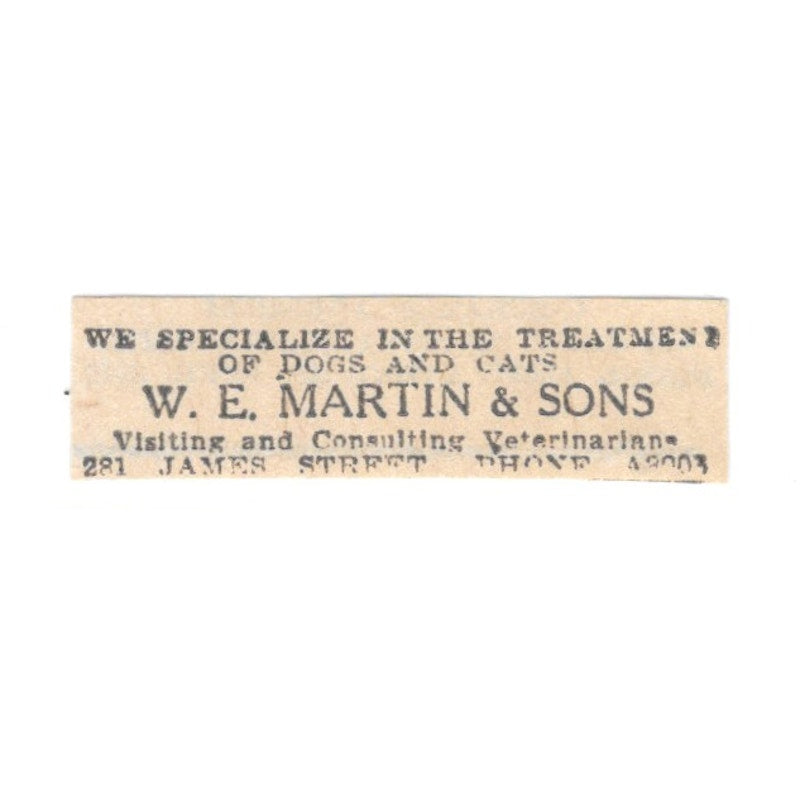 WE SPECIALIZE IN THE TREATMENT
OF DOGS AND CATS
W. E. MARTIN & SONS
Visiting and Consulting Veterinarians
281 JAMES STREET PHONE